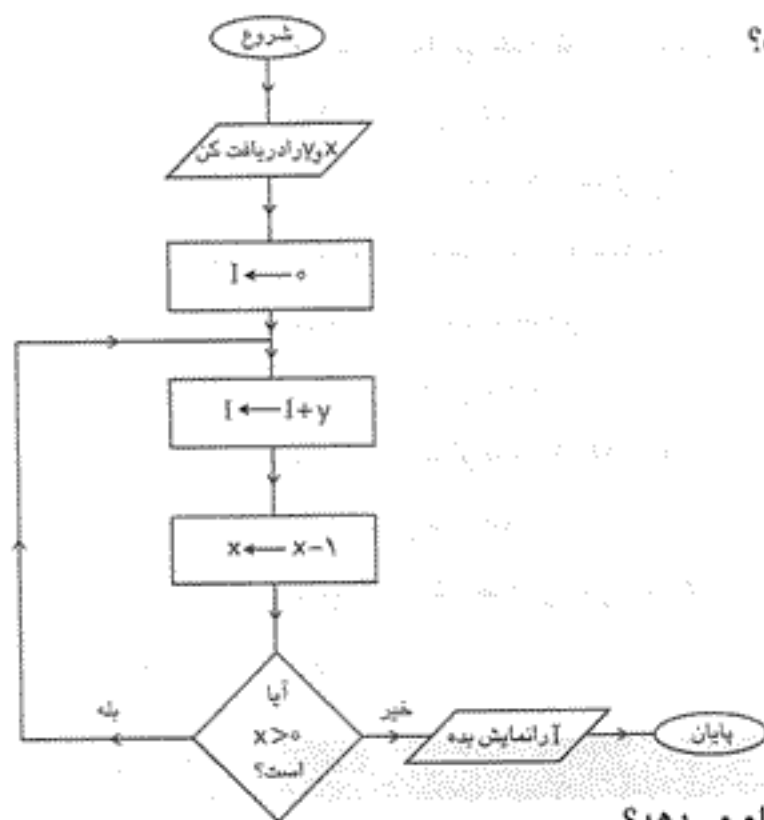 ؟
شروع
x و y را دریافت کن
I ← ۰
I ← I+y
x ← x-۱
آیا
x>۰
است؟
بله
خیر
I را نمایش بده
پایان